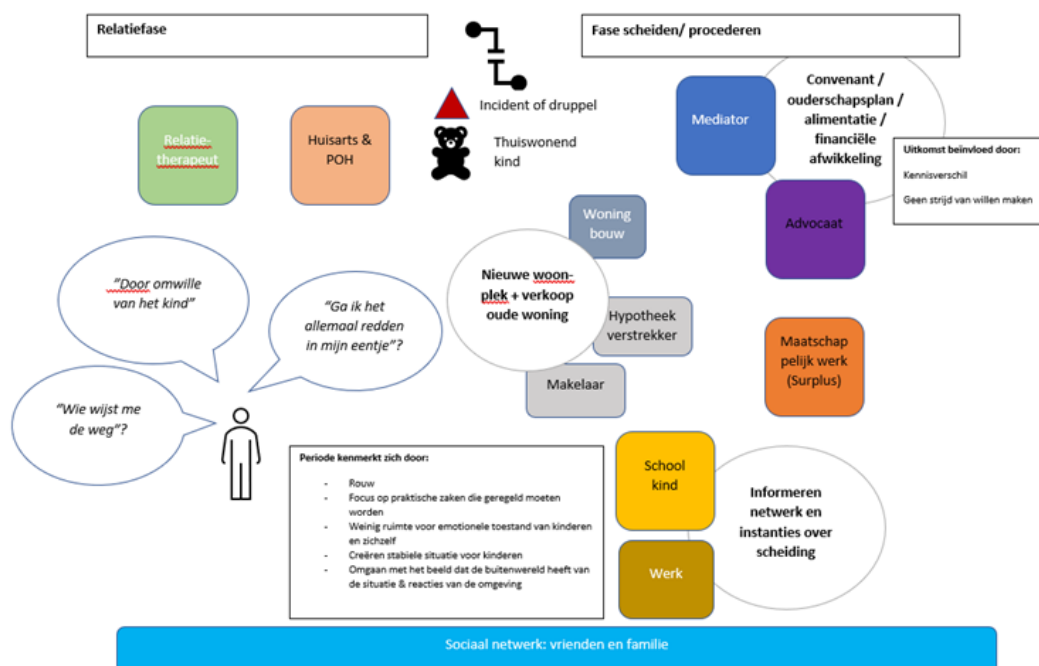 Relatiefase
Fase scheiden/ procederen
Incident of druppel
Thuiswonend
kind
Relatie-
therapeut
Huisarts &
POH
Mediator
Convenant /
ouderschapsplan /
alimentatie /
financiële
afwikkeling
Uitkomst beïnvloed door:
Kennisverschil
Geen strijd van willen maken
Advocaat
Woning
bouw
Nieuwe woon-
plek + verkoop
oude woning
Hypotheek
verstrekker
Makelaar
Maatschap
pelijk werk
(Surplus)
"Door omwille
van het kind"
"Ga ik het
allemaal redden
in mijn eentje"?
"Wie wijst me
de weg"?
Periode kenmerkt zich door:
- Rouw
- Focus op praktische zaken die geregeld moeten
worden
- Weinig ruimte voor emotionele toestand van kinderen
en zichzelf
- Creëren stabiele situatie voor kinderen
- Omgaan met het beeld dat de buitenwereld heeft van
de situatie & reacties van de omgeving
School
kind
Werk
Informeren
netwerk en
instanties over
scheiding
Sociaal netwerk: vrienden en familie